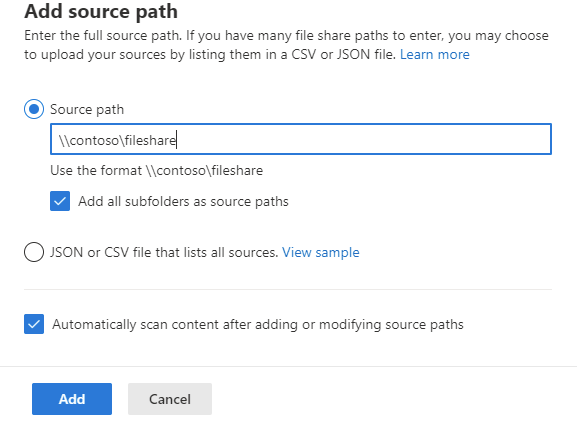 Add source path
Enter the full source path. If you have many file share paths to enter, you may choose
to upload your sources by listing them in a CSV or JSON file. Learn more
Source path
\\contoso\fileshare
Use the format \\contoso\fileshare
Add all subfolders as source paths
JSON or CSV file that lists all sources. View sample
Automatically scan content after adding or modifying source paths
Add
Cancel